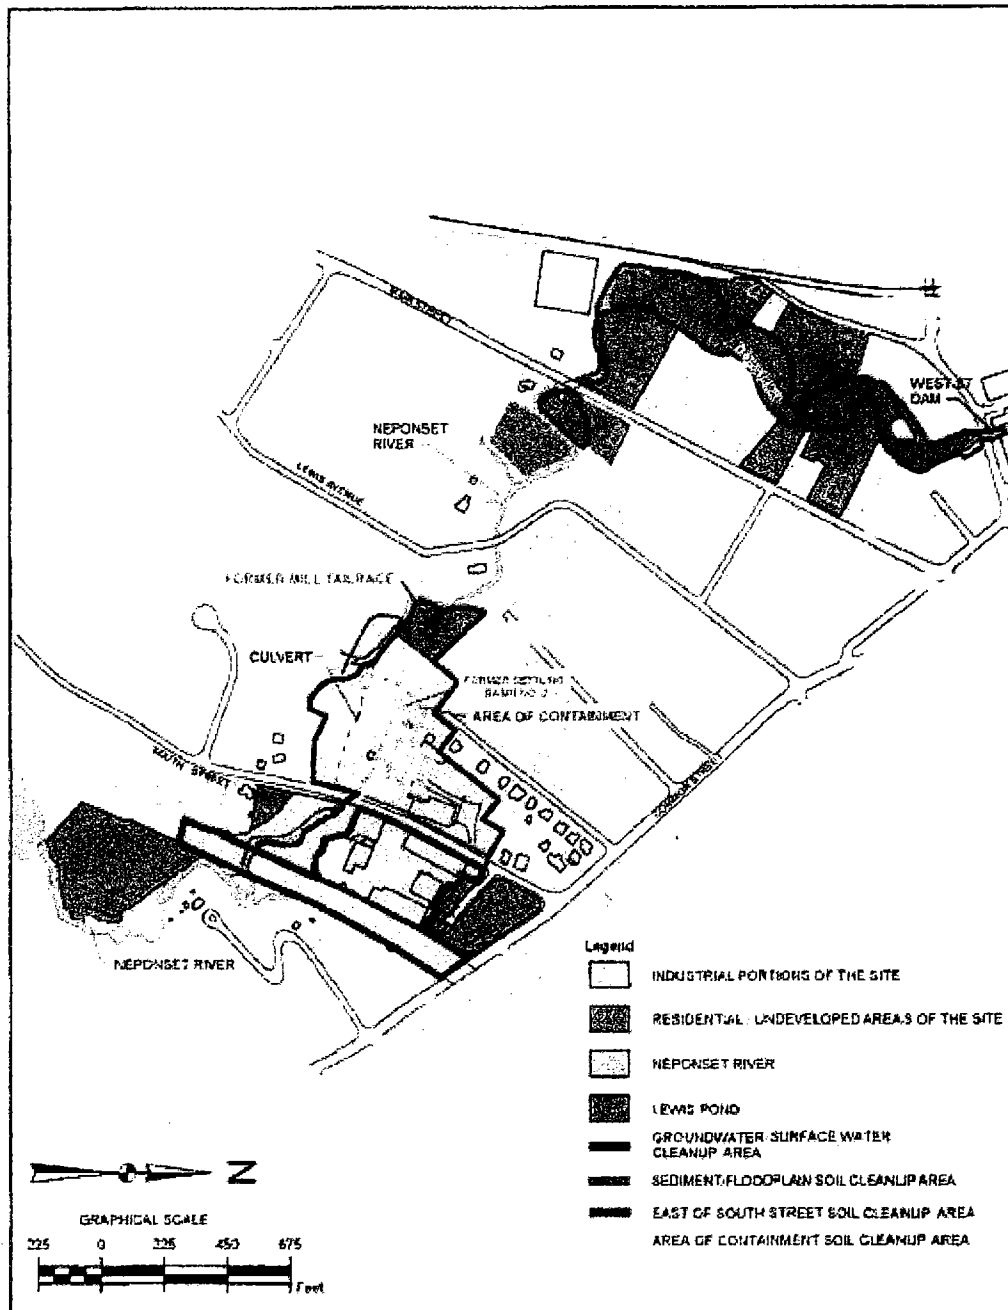 WEST ST
DAM
NEPONSET
RIVER
LEWIS AVENUE
FORMER MILL TAILRACE
CULVERT
AREA OF CONTAINMENT
SOUTH STREET
NEPONSET RIVER
Legend
INDUSTRIAL PORTIONS OF THE SITE
RESIDENTIAL / UNDEVELOPED AREAS OF THE SITE
NEPONSET RIVER
LEWIS POND
GROUNDWATER/SURFACE WATER
CLEANUP AREA
SEDIMENT/FLOODPLAIN SOIL CLEANUP AREA
EAST OF SOUTH STREET SOIL CLEANUP AREA
AREA OF CONTAINMENT SOIL CLEANUP AREA
N
GRAPHICAL SCALE
225 0 225 450 675
Feet